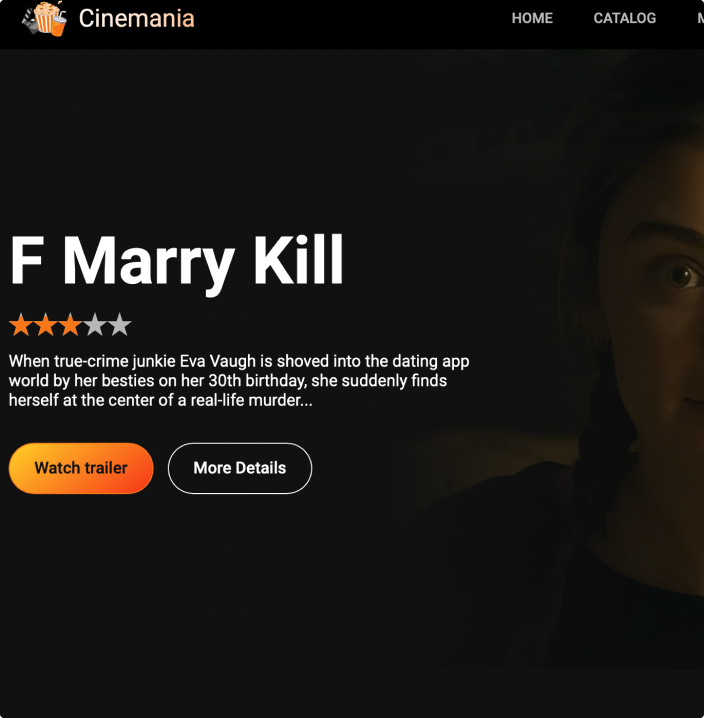 Cinemania
HOME
CATALOG
F Marry Kill
When true-crime junkie Eva Vaugh is shoved into the dating app
world by her besties on her 30th birthday, she suddenly finds
herself at the center of a real-life murder...
Watch trailer
More Details